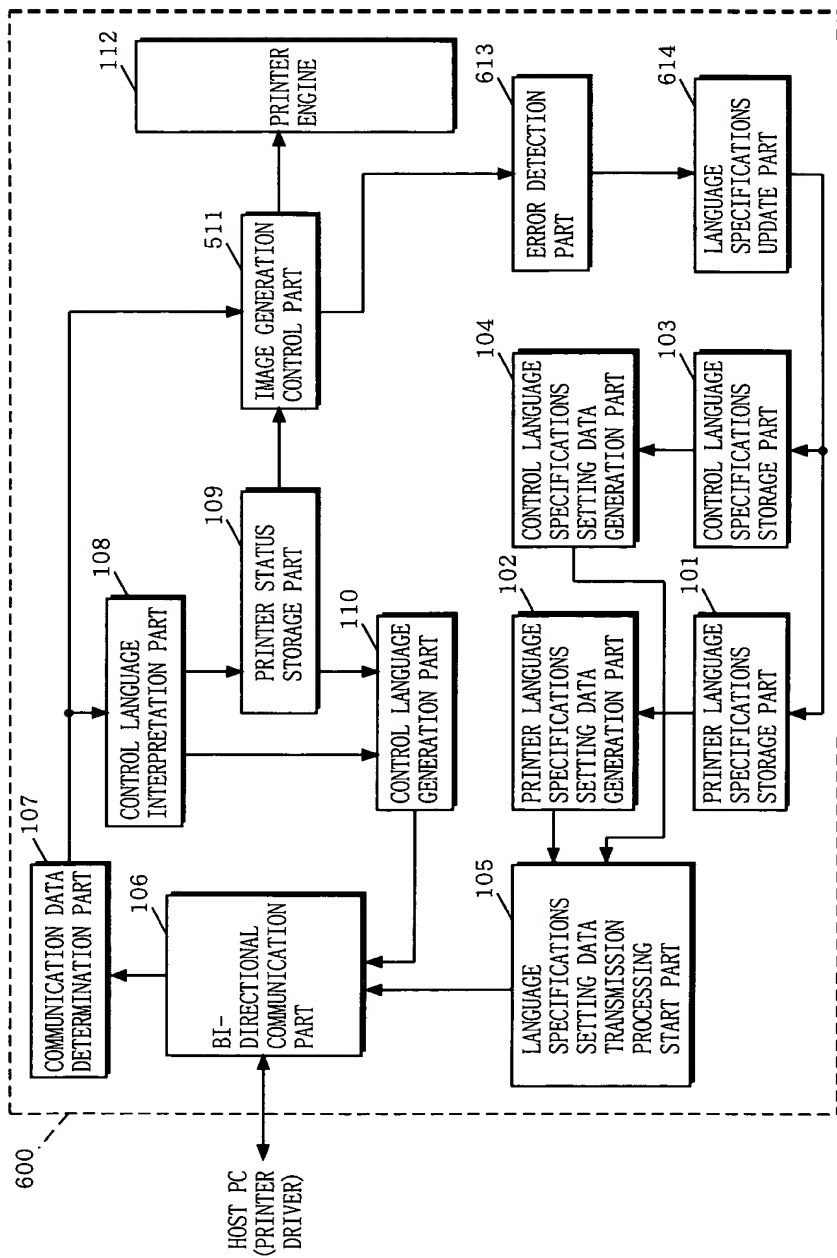 600
HOST PC
(PRINTER
DRIVER)
107
COMMUNICATION DATA
DETERMINATION PART
106
BI-
DIRECTIONAL
COMMUNICATION
PART
105
LANGUAGE
SPECIFICATIONS
SETTING DATA
TRANSMISSION
PROCESSING
START PART
108
CONTROL LANGUAGE
INTERPRETATION PART
109
PRINTER STATUS
STORAGE PART
110
CONTROL LANGUAGE
GENERATION PART
102
PRINTER LANGUAGE
SPECIFICATIONS
SETTING DATA
GENERATION PART
101
PRINTER LANGUAGE
SPECIFICATIONS
STORAGE PART
511
IMAGE GENERATION
CONTROL PART
104
CONTROL LANGUAGE
SPECIFICATIONS
SETTING DATA
GENERATION PART
103
CONTROL LANGUAGE
SPECIFICATIONS
STORAGE PART
112
PRINTER
ENGINE
613
ERROR DETECTION
PART
614
LANGUAGE
SPECIFICATIONS
UPDATE PART